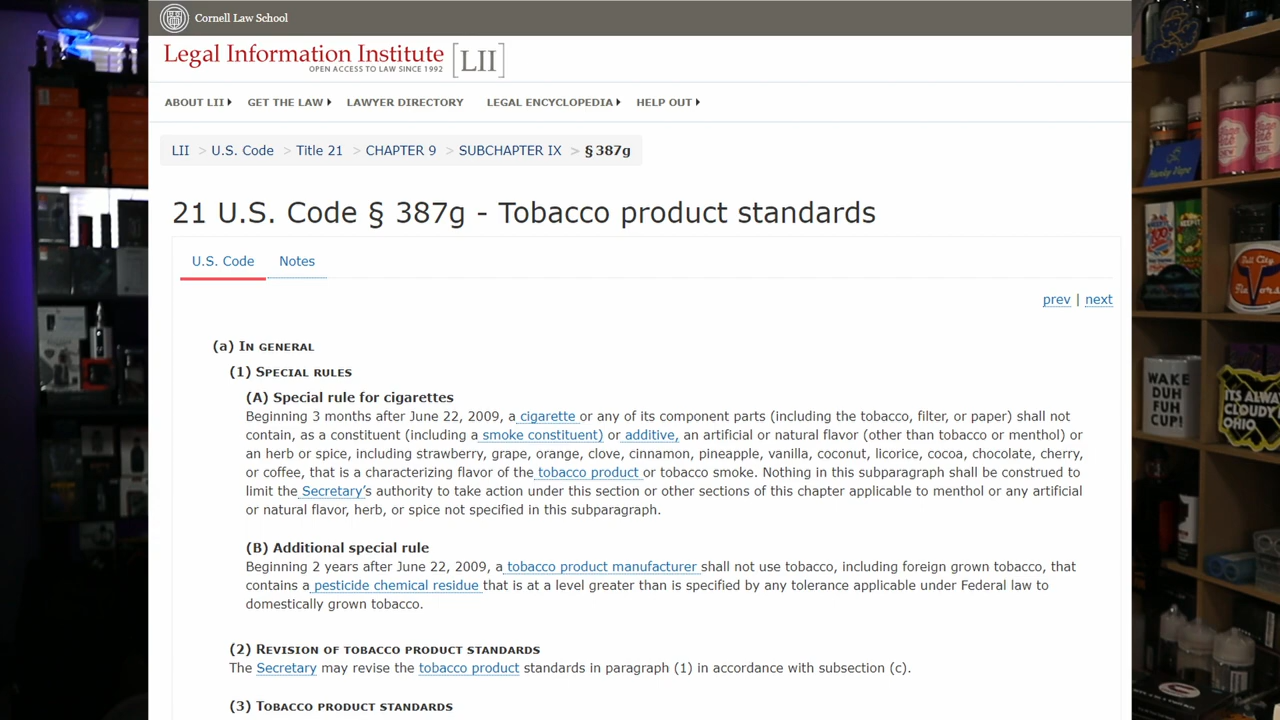 Cornell Law School
Legal Information Institute [LII]
OPEN ACCESS TO LAW SINCE 1992
ABOUT LII GET THE LAW LAWYER DIRECTORY LEGAL ENCYCLOPEDIA HELP OUT
LII > U.S. Code > Title 21 > CHAPTER 9 > SUBCHAPTER IX > § 387g
21 U.S. Code § 387g - Tobacco product standards
U.S. Code Notes
prev | next
(a) IN GENERAL
(1) SPECIAL RULES
(A) Special rule for cigarettes
Beginning 3 months after June 22, 2009, a cigarette or any of its component parts (including the tobacco, filter, or paper) shall not
contain, as a constituent (including a smoke constituent) or additive, an artificial or natural flavor (other than tobacco or menthol) or
an herb or spice, including strawberry, grape, orange, clove, cinnamon, pineapple, vanilla, coconut, licorice, cocoa, chocolate, cherry,
or coffee, that is a characterizing flavor of the tobacco product or tobacco smoke. Nothing in this subparagraph shall be construed to
limit the Secretary's authority to take action under this section or other sections of this chapter applicable to menthol or any artificial
or natural flavor, herb, or spice not specified in this subparagraph.
(B) Additional special rule
Beginning 2 years after June 22, 2009, a tobacco product manufacturer shall not use tobacco, including foreign grown tobacco, that
contains a pesticide chemical residue that is at a level greater than is specified by any tolerance applicable under Federal law to
domestically grown tobacco.
(2) REVISION OF TOBACCO PRODUCT STANDARDS
The Secretary may revise the tobacco product standards in paragraph (1) in accordance with subsection (c).
(3) TOBACCO PRODUCT STANDARDS
WAKE
DUH
FUH
CUP!
ITS ALWA
CLOUDY
OHIO